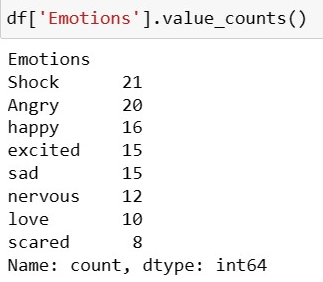 df['Emotions'].value_counts()
Emotions
Shock       21
Angry       20
happy       16
excited     15
sad         15
nervous     12
love        10
scared       8
Name: count, dtype: int64